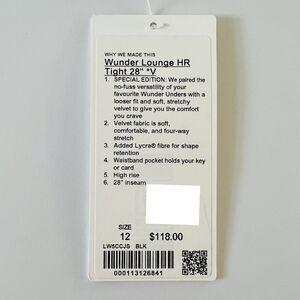 WHY WE MADE THIS
Wunder Lounge HR
Tight 28" *V
1. SPECIAL EDITION: We paired the
no-fuss versatility of your
favourite Wunder Unders with a
looser fit and soft, stretchy
velvet to give you the comfort
you crave
2. Velvet fabric is soft,
comfortable, and four-way
stretch
3. Added Lycra® fibre for shape
retention
4. Waistband pocket holds your key
or card
5. High rise
6. 28" inseam
SIZE
12 $118.00
LW5CCJS BLK
000113126841